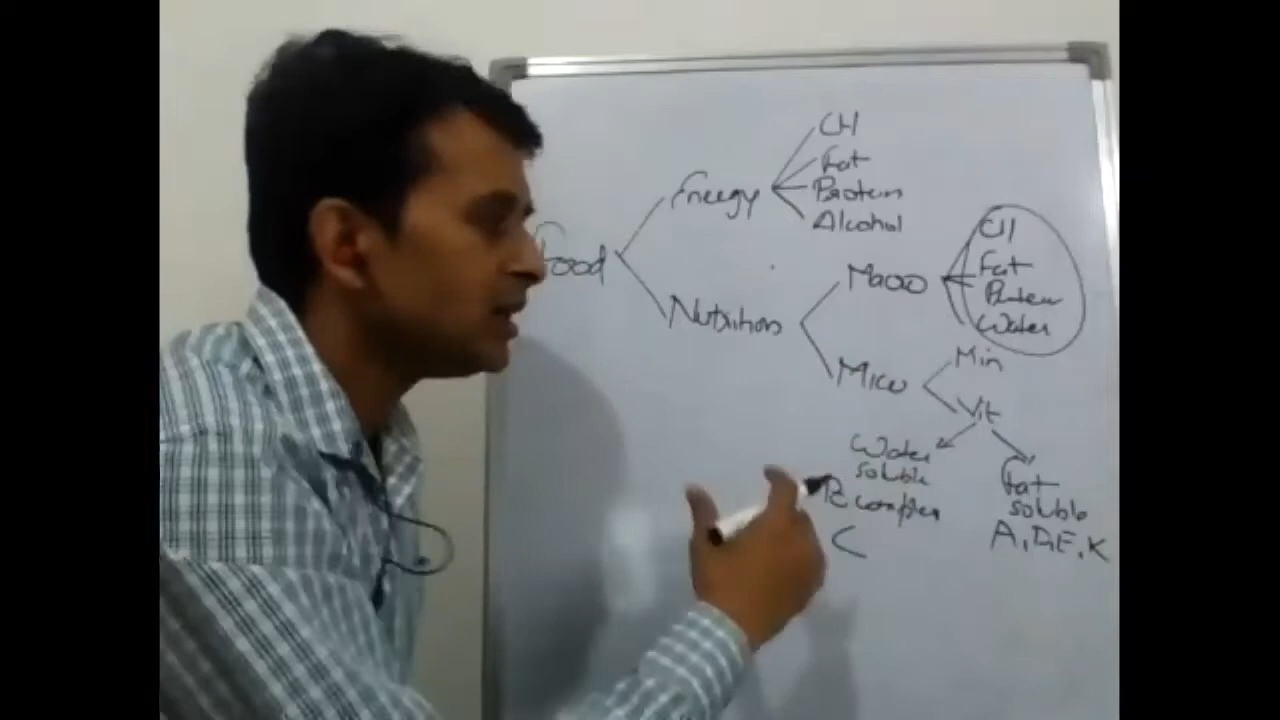 CH
Fat
Protein
Alcohol
Energy
Food
Nutrition
Macro
CH
Fat
Protein
Water
Micro
Min
Vit
Water
soluble
B complex
C
Fat
soluble
A, D, E, K